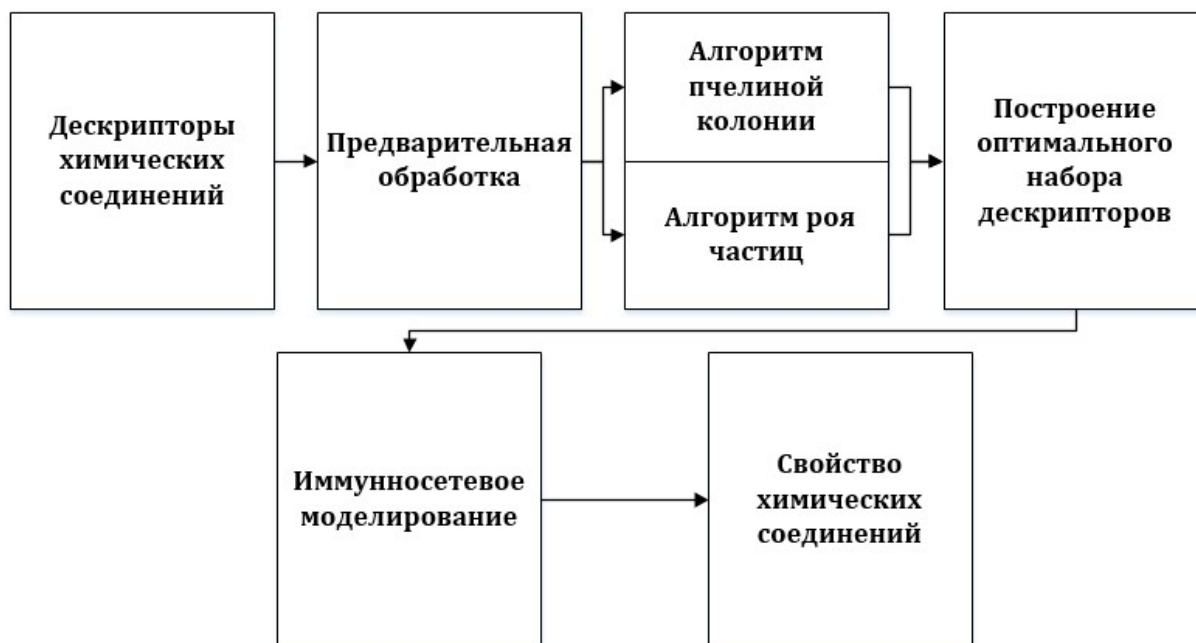 Дескрипторы
химических
соединений
Предварительная
обработка
Алгоритм
пчелиной
колонии
Алгоритм роя
частиц
Построение
оптимального
набора
дескрипторов
Иммунносетевое
моделирование
Свойство
химических
соединений